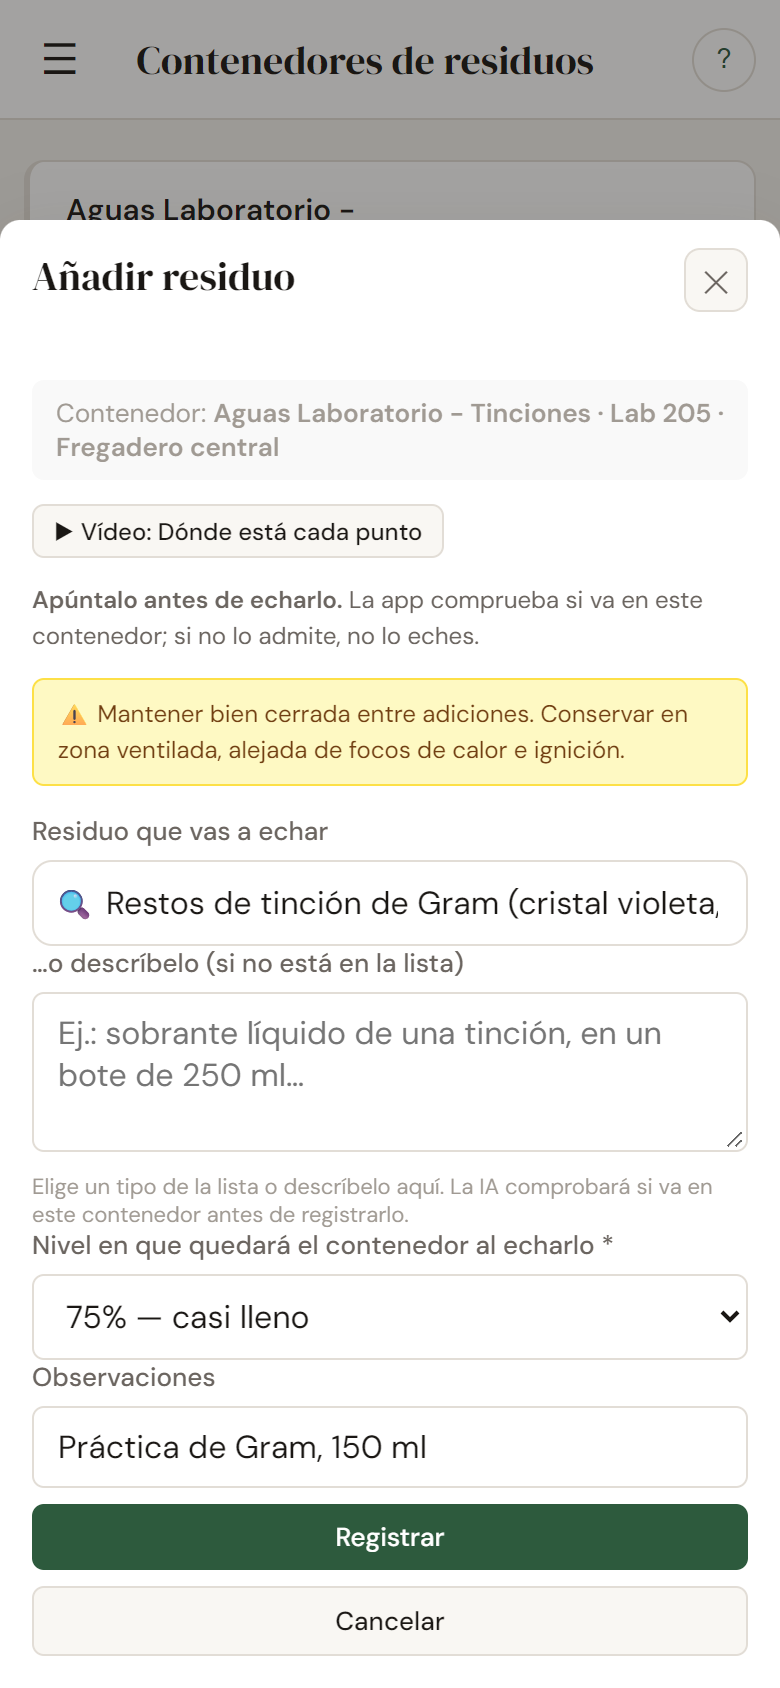 Contenedores de residuos
?
Aguas Laboratorio -
Añadir residuo
Contenedor: Aguas Laboratorio - Tinciones · Lab 205 ·
Fregadero central
▶ Vídeo: Dónde está cada punto
Apúntalo antes de echarlo. La app comprueba si va en este
contenedor; si no lo admite, no lo eches.
⚠️ Mantener bien cerrada entre adiciones. Conservar en
zona ventilada, alejada de focos de calor e ignición.
Residuo que vas a echar
🔍 Restos de tinción de Gram (cristal violeta,
...o descríbelo (si no está en la lista)
Ej.: sobrante líquido de una tinción, en un
bote de 250 ml...
Elige un tipo de la lista o descríbelo aquí. La IA comprobará si va en
este contenedor antes de registrarlo.
Nivel en que quedará el contenedor al echarlo *
75% — casi lleno
Observaciones
Práctica de Gram, 150 ml
Registrar
Cancelar